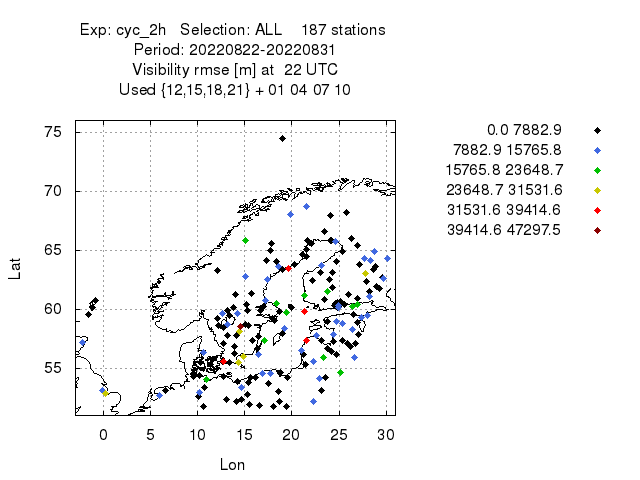 Exp: cyc_2h   Selection: ALL    187 stations
Period: 20220822-20220831
Visibility rmse [m] at  22 UTC
Used {12,15,18,21} + 01 04 07 10
75
70
65
60
55
0 5 10 15 20 25 30
Lat
Lon
0.0 7882.9
7882.9 15765.8
15765.8 23648.7
23648.7 31531.6
31531.6 39414.6
39414.6 47297.5